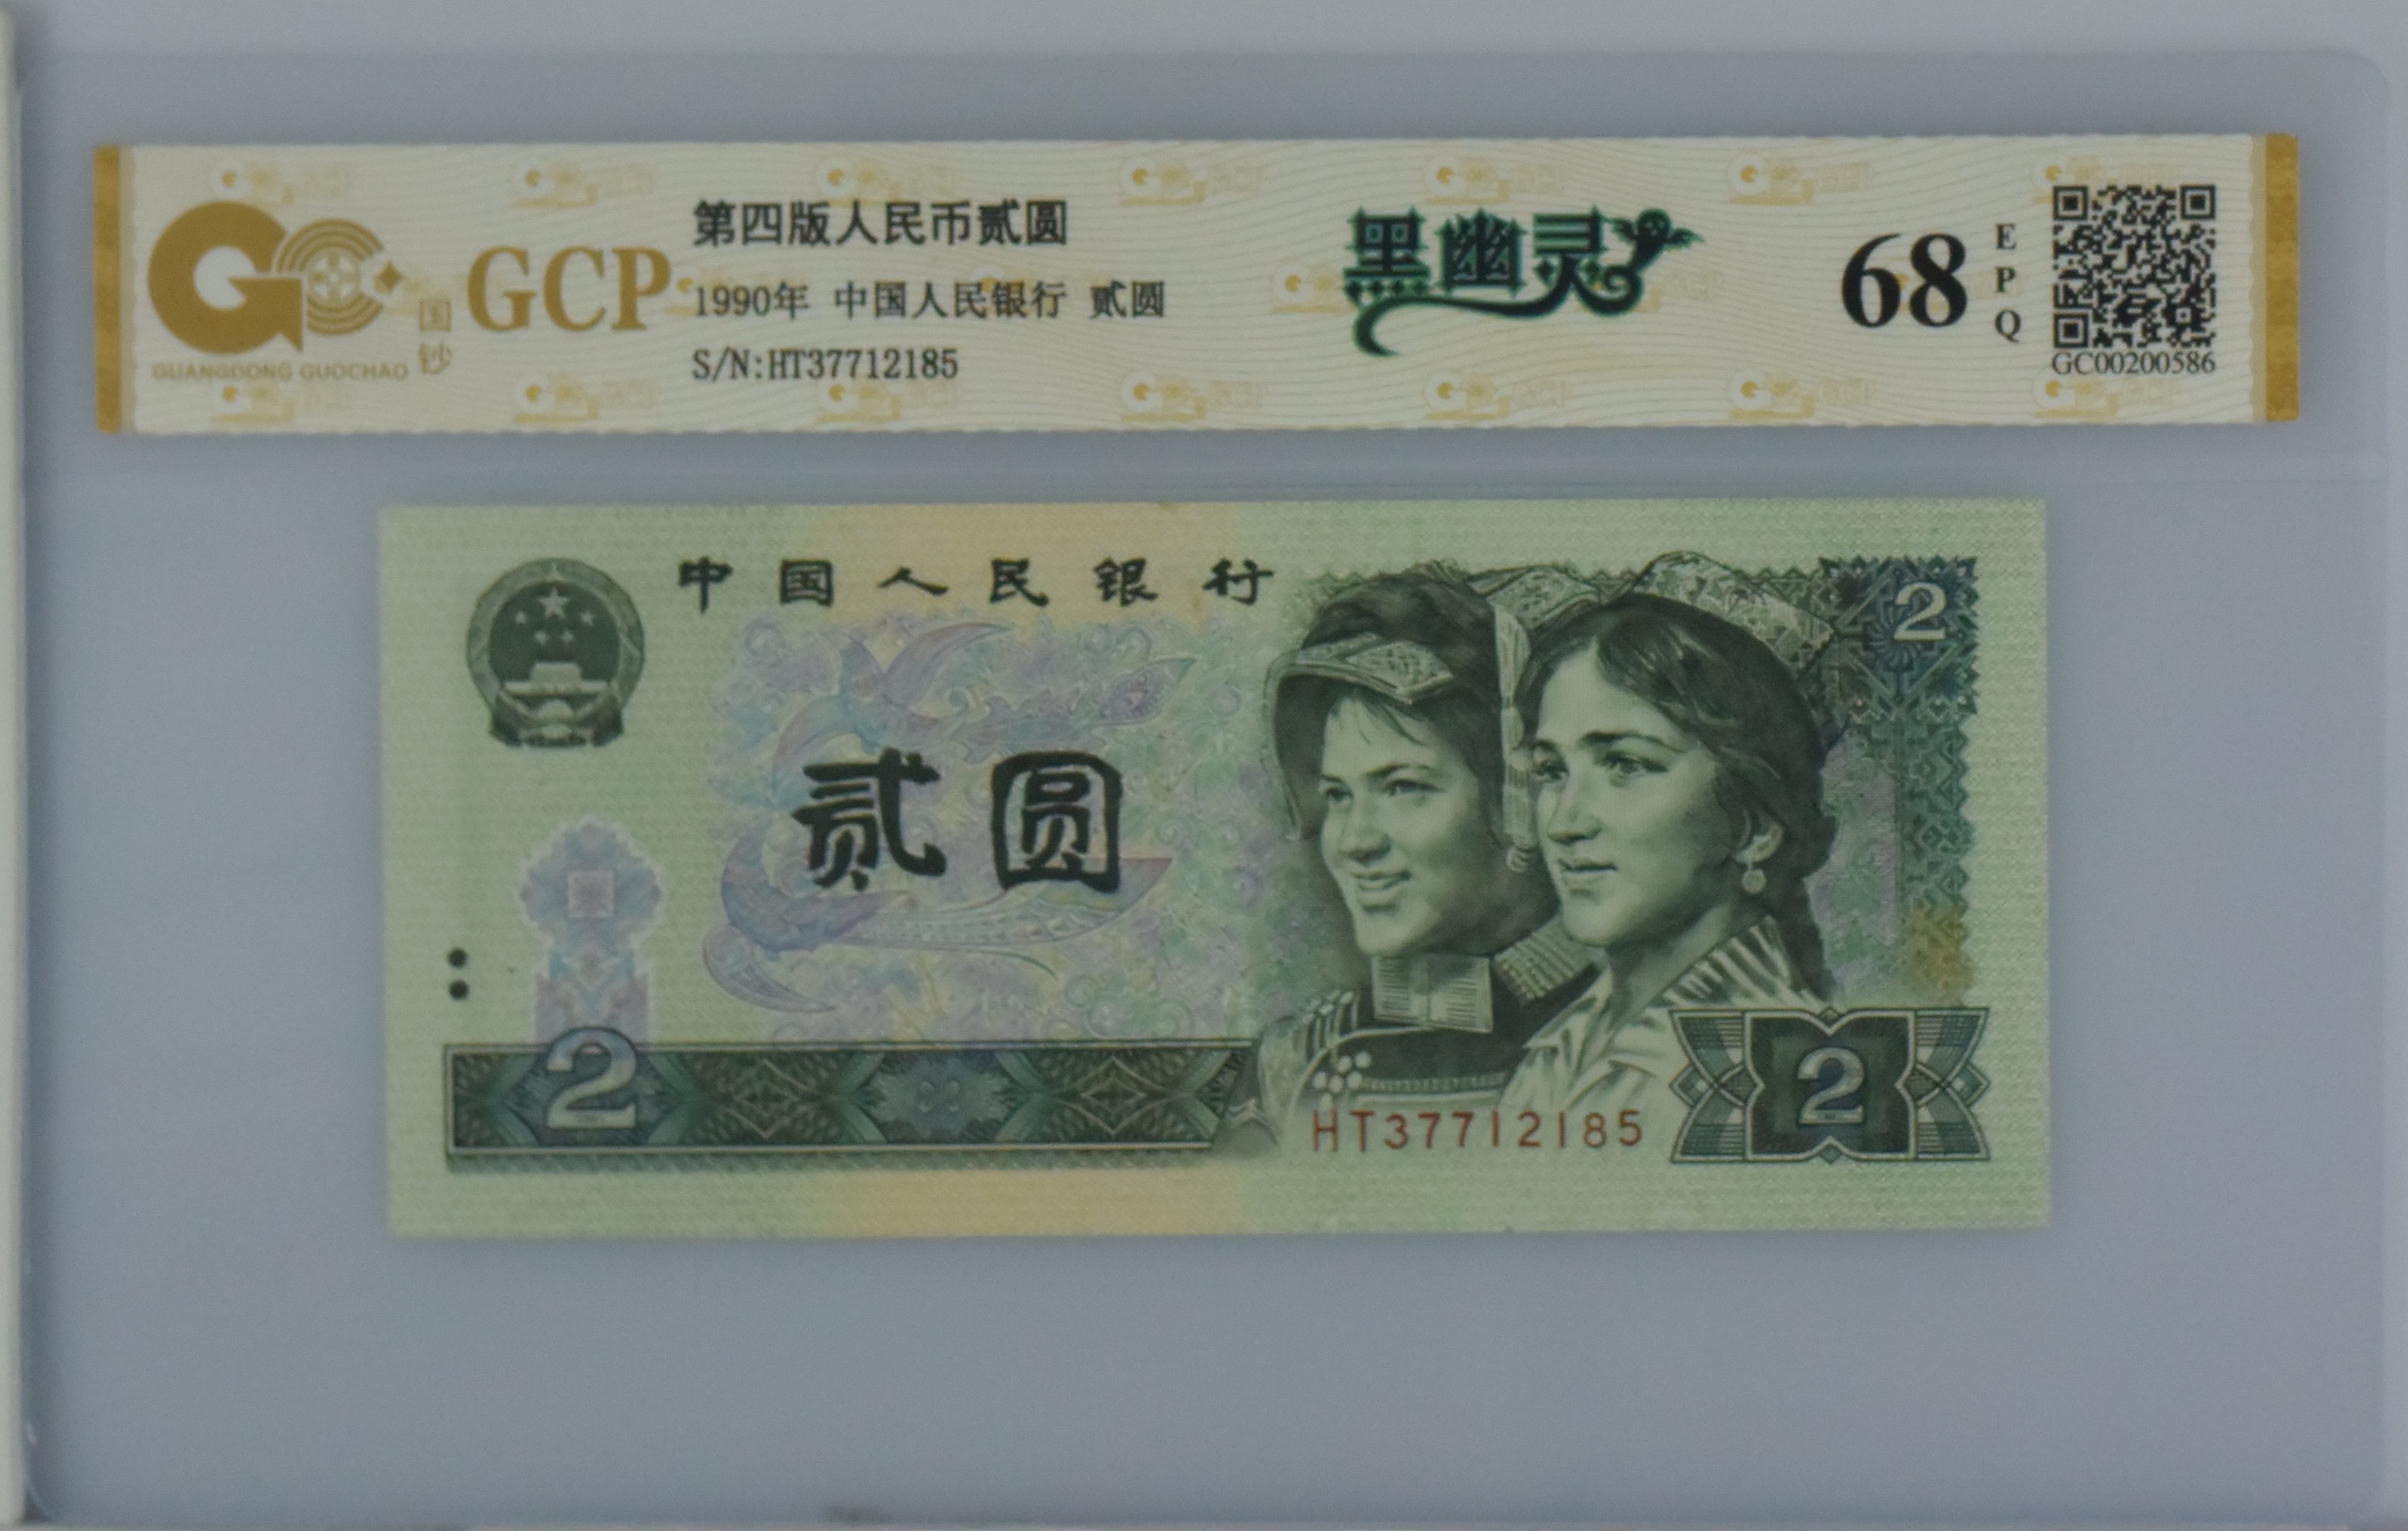 GUANGDONG GUOCHAO
国钞
GCP
第四版人民币贰圆
1990年 中国人民银行 贰圆
S/N:HT37712185
黑幽灵
68
EPQ
GC00200586
中国人民银行
2
贰圆
2
HT37712185
2